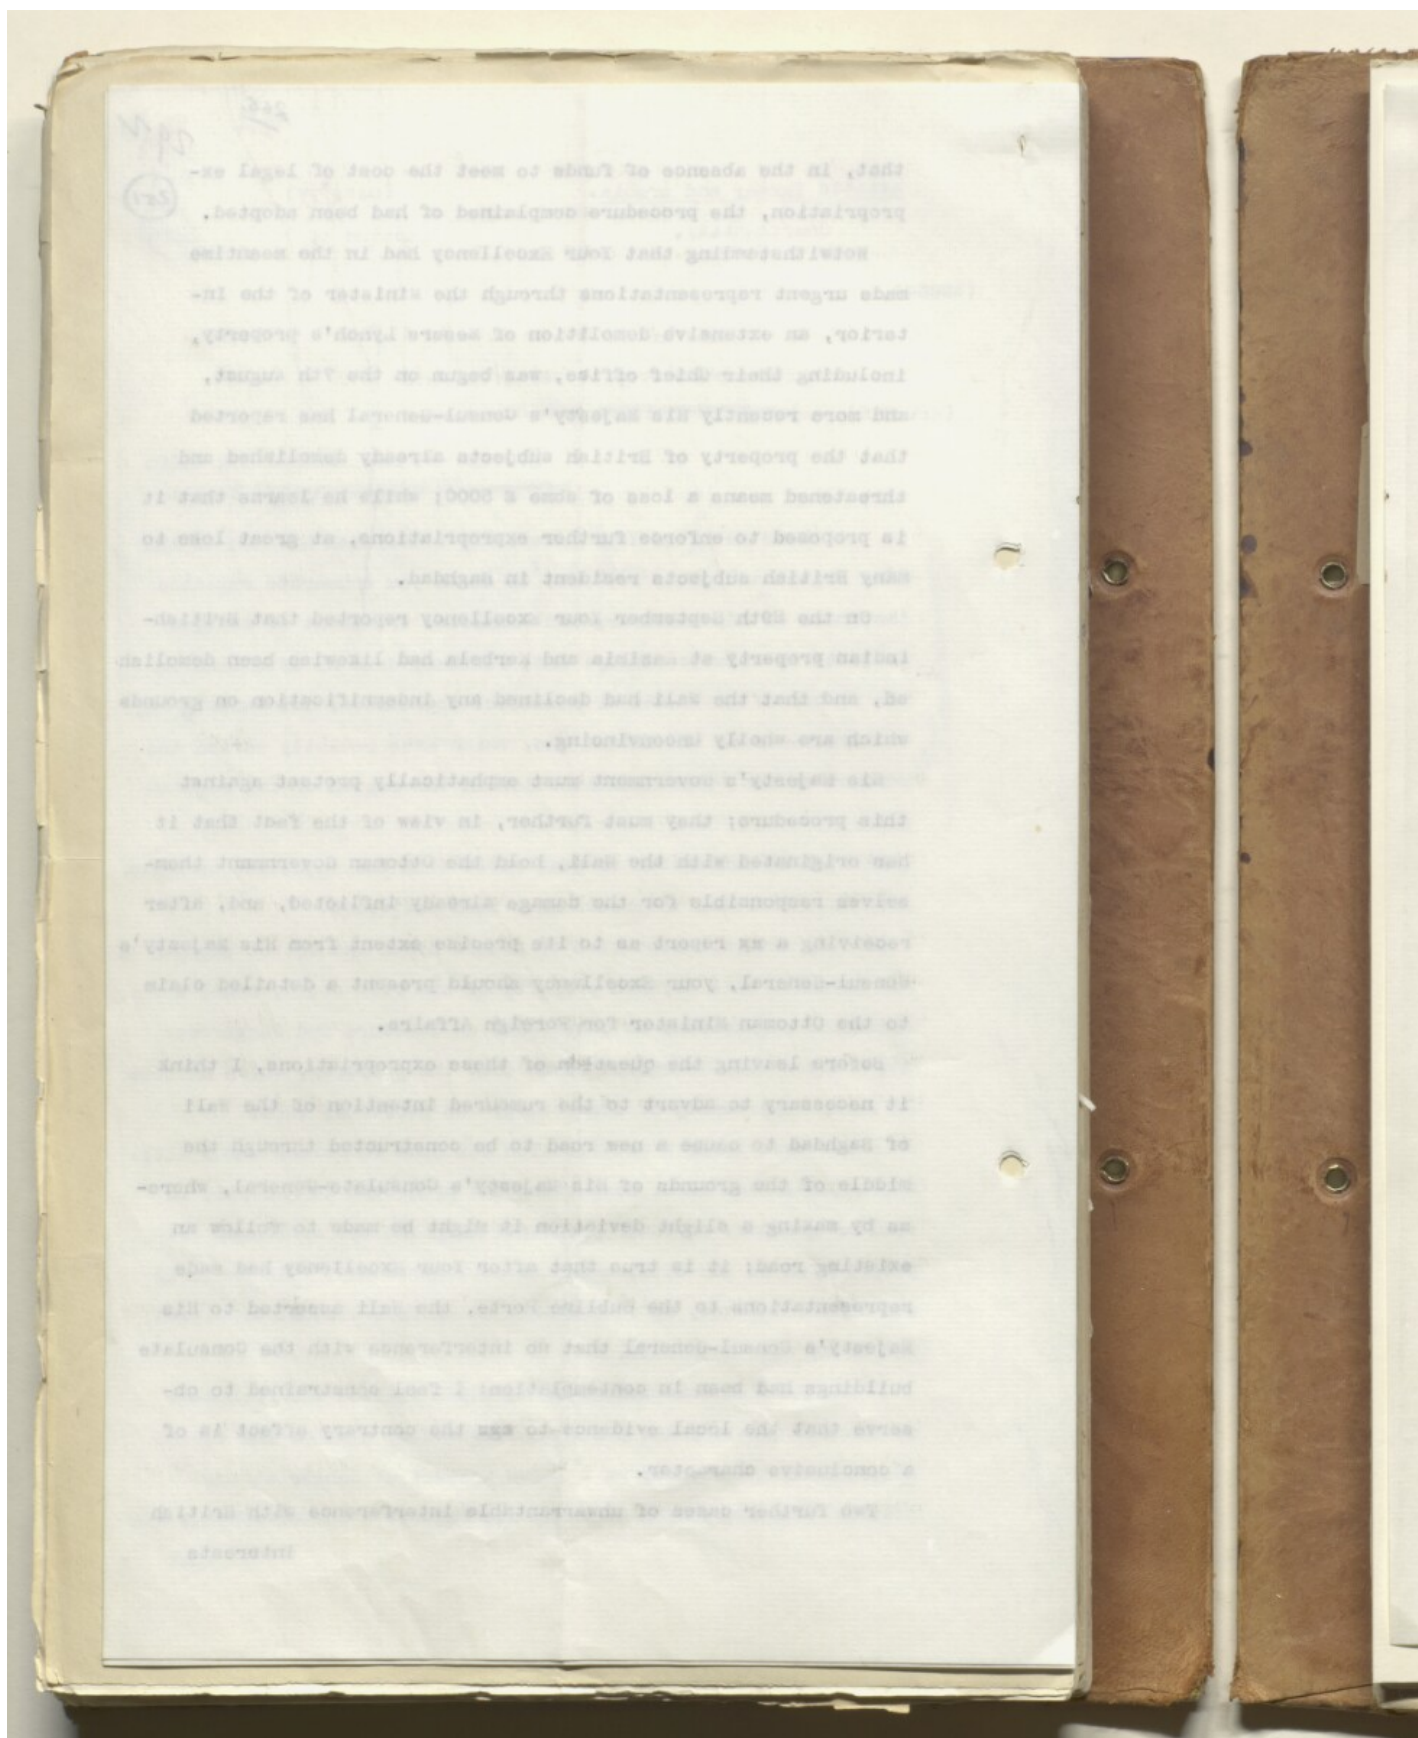 that, in the absence of funds to meet the cost of legal ex-
propriation, the procedure complained of had been adopted.
Notwithstanding that Your Excellency had in the meantime
made urgent representations through the Minister of the In-
terior, an extensive demolition of Messrs Lynch's property,
including their Chief office, was begun on the 7th August,
and more recently His Majesty's Consul-General has reported
that the property of British subjects already demolished and
threatened means a loss of some £ 5000; while he learns that it
is proposed to enforce further expropriations, at great loss to
many British subjects resident in Baghdad.
On the 29th September Your Excellency reported that British-
Indian property at and Kerbela had likewise been demolish
ed, and that the Wali had declined any indemnification on grounds
which are wholly unconvincing.
His Majesty's Government must emphatically protest against
this procedure; they must further, in view of the fact that it
has originated with the Wali, hold the Ottoman Government them-
selves responsible for the damage already inflicted, and, after
receiving a xx report as to its precise extent from His Majesty's
Consul-General, your Excellency should present a detailed claim
to the Ottoman Minister for Foreign Affairs.
Before leaving the question of these expropriations, I think
it necessary to advert to the rumoured intention of the Wali
of Baghdad to cause a new road to be constructed through the
middle of the grounds of His Majesty's Consulate-General, where-
as by making a slight deviation it might be made to follow an
existing road; it is true that after Your Excellency had made
representations to the Sublime Porte, the Wali asserted to His
Majesty's Consul-General that no interference with the Consulate
buildings had been in contemplation; I feel constrained to ob-
serve that the local evidence to xxx the contrary effect is of
a conclusive character.
Two further cases of unwarrantable interference with British
interests